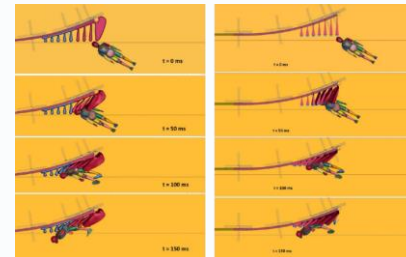 t = 0 ms
t = 50 ms
t = 100 ms
t = 150 ms
t = 0 ms
t = 50 ms
t = 100 ms
t = 150 ms